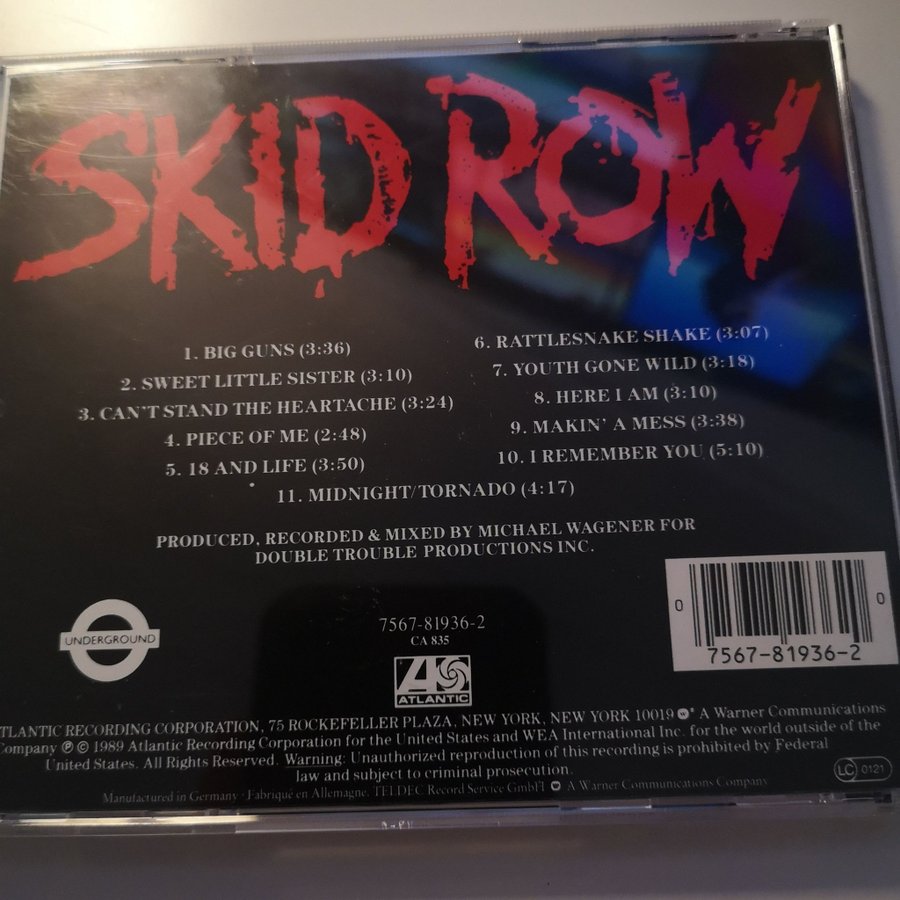 SKID ROW
1. BIG GUNS (3:36)
2. SWEET LITTLE SISTER (3:10)
3. CAN'T STAND THE HEARTACHE (3:24)
4. PIECE OF ME (2:48)
5. 18 AND LIFE (3:50)
6. RATTLESNAKE SHAKE (3:07)
7. YOUTH GONE WILD (3:18)
8. HERE I AM (3:10)
9. MAKIN' A MESS (3:38)
10. I REMEMBER YOU (5:10)
11. MIDNIGHT/TORNADO (4:17)
PRODUCED, RECORDED & MIXED BY MICHAEL WAGENER FOR
DOUBLE TROUBLE PRODUCTIONS INC.
UNDERGROUND
7567-81936-2
CA 835
ATLANTIC
0 0
7567-81936-2
TLANTIC RECORDING CORPORATION, 75 ROCKEFELLER PLAZA, NEW YORK, NEW YORK 10019 * A Warner Communications
Company ℗ © 1989 Atlantic Recording Corporation for the United States and WEA International Inc. for the world outside of the
United States. All Rights Reserved. Warning: Unauthorized reproduction of this recording is prohibited by Federal
law and subject to criminal prosecution.
LC 0121
Manufactured in Germany · Fabriqué en Allemagne. TELDEC Record Service GmbH A Warner Communications Company